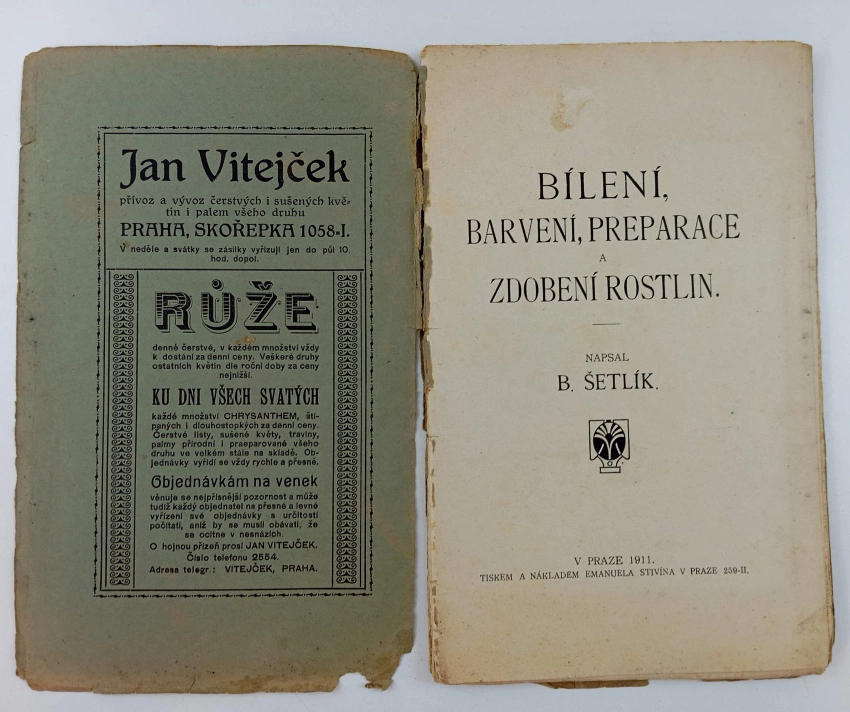 Jan Vitejček
přívoz a vývoz čerstvých i sušených kvě-
tin i palem všeho druhu
PRAHA, SKOŘEPKA 1058-I.
V neděle a svátky se zásilky vyřizují jen do půl 10.
hod. dopol.
RŮŽE
denně čerstvé, v každém množství vždy
k dostání za denní ceny. Veškeré druhy
ostatních květin dle roční doby za ceny
nejnižší.
KU DNI VŠECH SVATÝCH
každé množství CHRYSANTHEM, ští-
paných i dlouhostopkých za denní ceny.
Čerstvé listy, sušené květy, traviny,
palmy přírodní i praeparované všeho
druhu ve velkém stále na skladě. Ob-
jednávky vyřídí se vždy rychle a přesně.
Objednávkám na venek
věnuje se nejpřísnější pozornost a může
tudíž každý objednatel na přesné a levné
vyřízení své objednávky s určitostí
počítati, aniž by se musil obávati, že
se ocitne v nesnázích.
O hojnou přízeň prosí JAN VITEJČEK.
Číslo telefonu 2554.
Adresa telegr.: VITEJČEK, PRAHA.
BÍLENÍ,
BARVENÍ, PREPARACE
A
ZDOBENÍ ROSTLIN.
NAPSAL
B. ŠETLÍK.
V PRAZE 1911.
TISKEM A NÁKLADEM EMANUELA STIVÍNA V PRAZE 259-II.